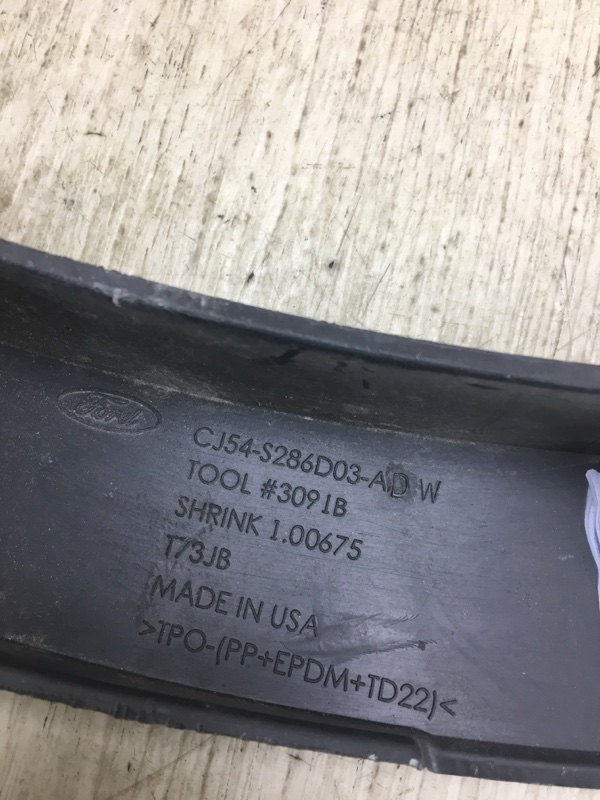 Ford
CJ54-S286D03-AD W
TOOL #3091B
SHRINK 1.00675
T73JB
MADE IN USA
>TPO-(PP+EPDM+TD22)<